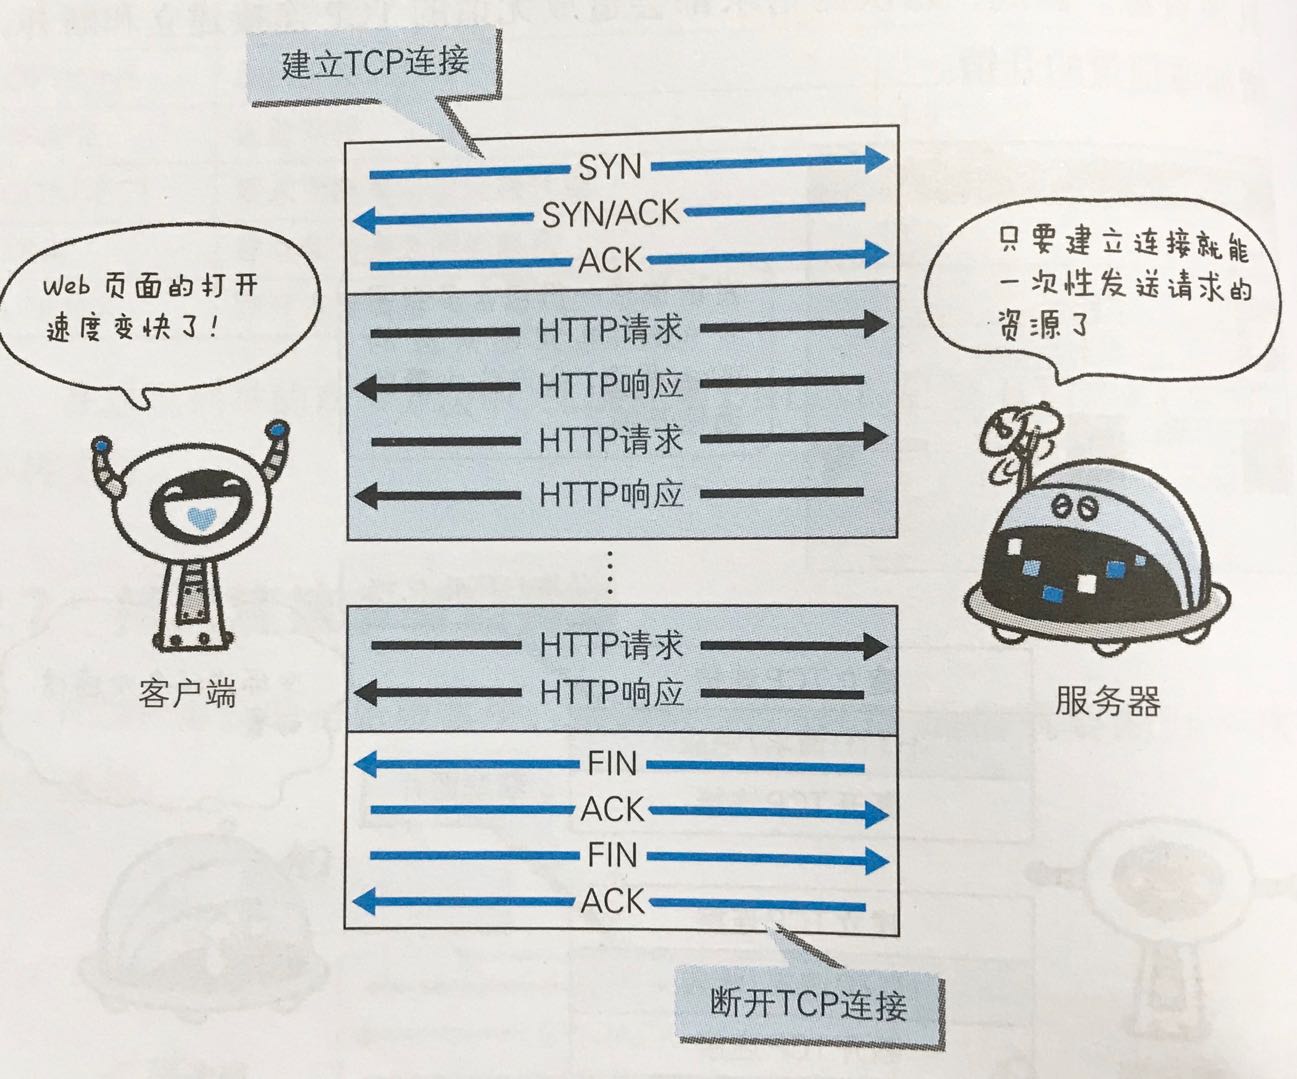 建立TCP连接
SYN
SYN/ACK
ACK
Web 页面的打开
速度变快了！
只要建立连接就能
一次性发送请求的
资源了
HTTP请求
HTTP响应
HTTP请求
HTTP响应
HTTP请求
HTTP响应
客户端
服务器
FIN
ACK
FIN
ACK
断开TCP连接